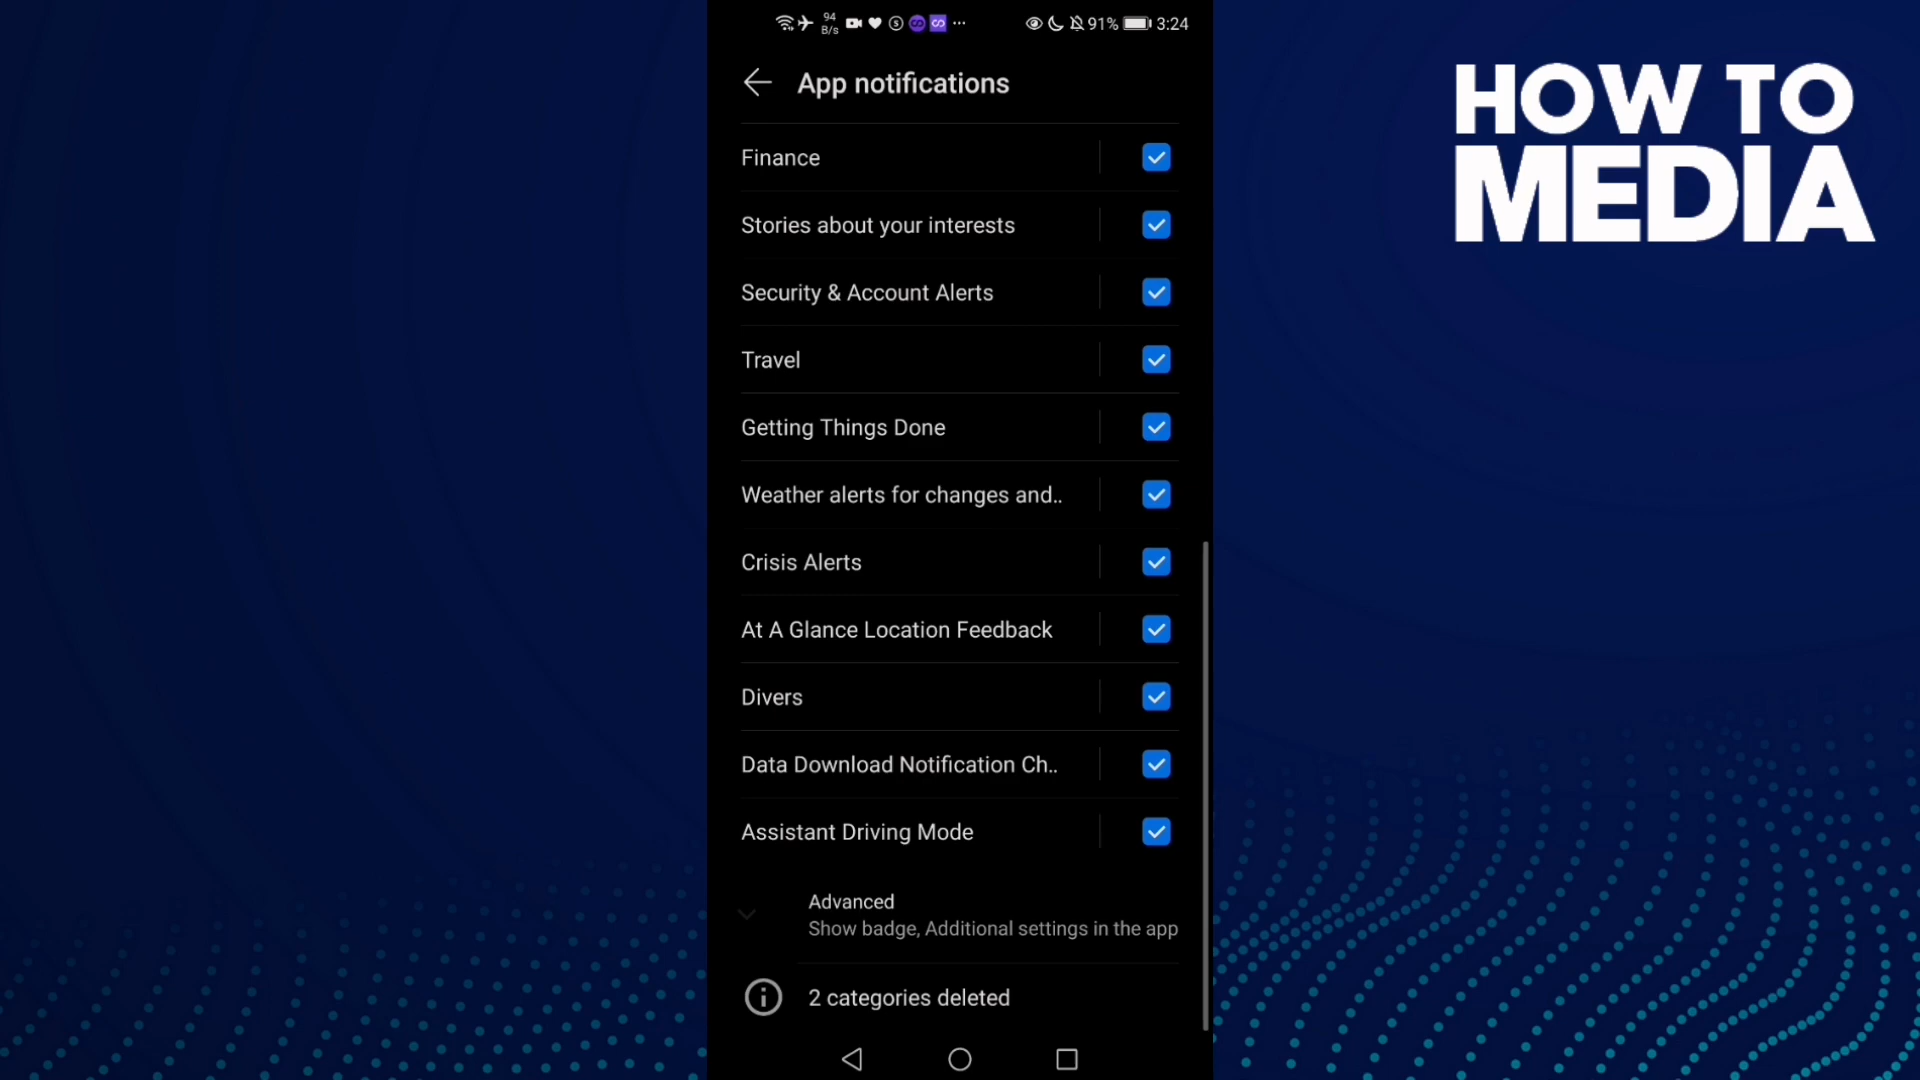 94
B/s
91%
3:24
App notifications
Finance
Stories about your interests
Security & Account Alerts
Travel
Getting Things Done
Weather alerts for changes and..
Crisis Alerts
At A Glance Location Feedback
Divers
Data Download Notification Ch..
Assistant Driving Mode
Advanced
Show badge, Additional settings in the app
2 categories deleted
HOW TO
MEDIA